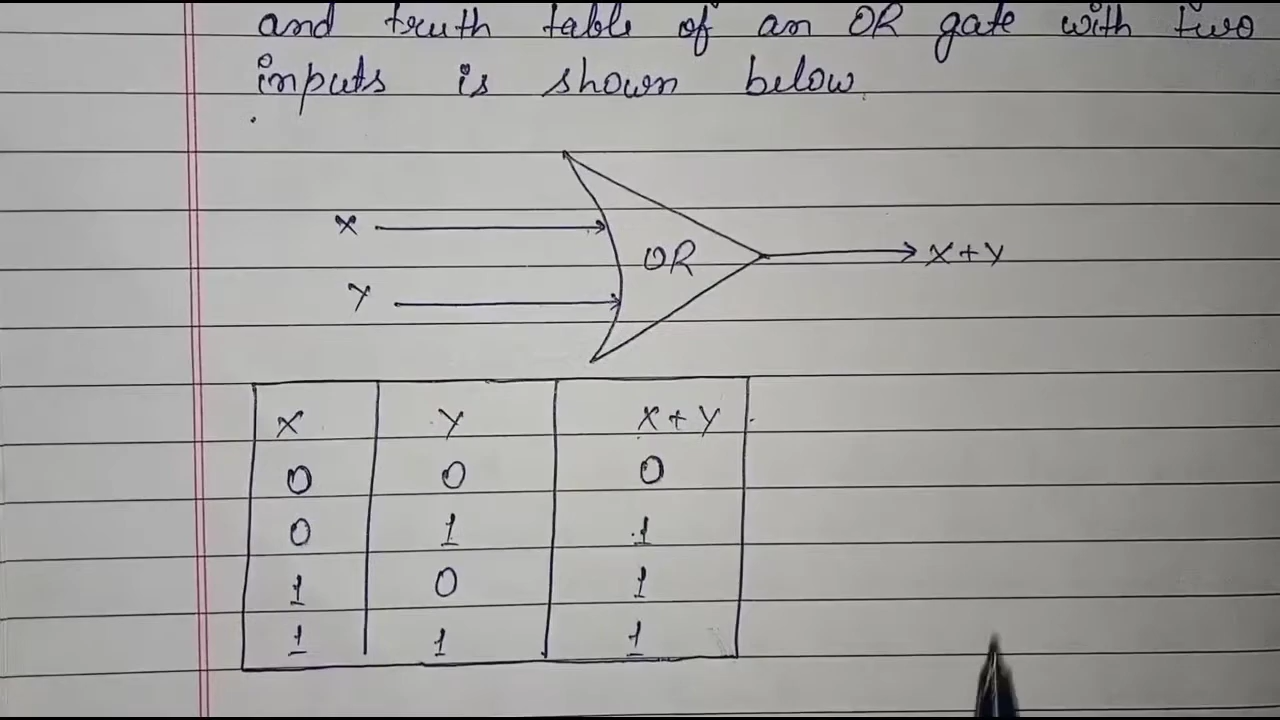 and truth table of an OR gate with two
inputs is shown below.
X
OR
X+Y
Y
X Y X+Y
0 0 0
0 1 1
1 0 1
1 1 1